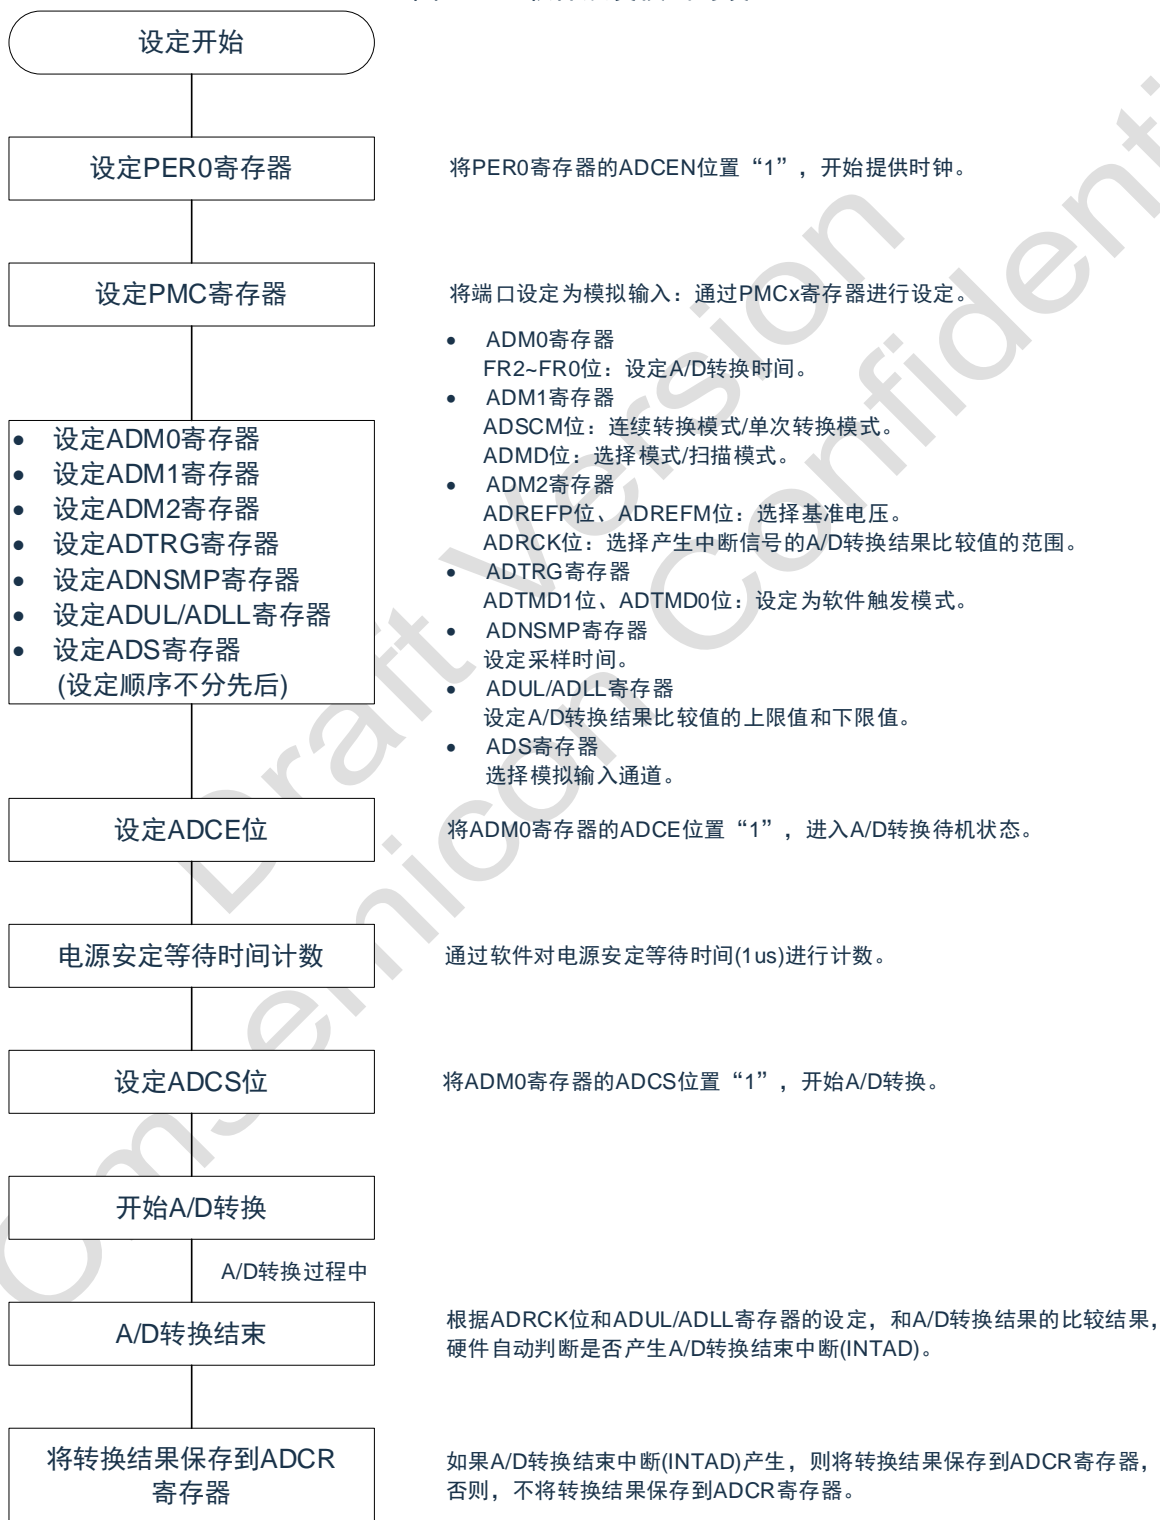 设定开始
设定PER0寄存器
将PER0寄存器的ADCEN位置“1”，开始提供时钟。
设定PMC寄存器
将端口设定为模拟输入：通过PMCx寄存器进行设定。
• 设定ADM0寄存器
• 设定ADM1寄存器
• 设定ADM2寄存器
• 设定ADTRG寄存器
• 设定ADNSMP寄存器
• 设定ADUL/ADLL寄存器
• 设定ADS寄存器
(设定顺序不分先后)
• ADM0寄存器
FR2~FR0位：设定A/D转换时间。
• ADM1寄存器
ADSCM位：连续转换模式/单次转换模式。
ADMD位：选择模式/扫描模式。
• ADM2寄存器
ADREFP位、ADREFM位：选择基准电压。
ADRCK位：选择产生中断信号的A/D转换结果比较值的范围。
• ADTRG寄存器
ADTMD1位、ADTMD0位：设定为软件触发模式。
• ADNSMP寄存器
设定采样时间。
• ADUL/ADLL寄存器
设定A/D转换结果比较值的上限值和下限值。
• ADS寄存器
选择模拟输入通道。
设定ADCE位
将ADM0寄存器的ADCE位置“1”，进入A/D转换待机状态。
电源安定等待时间计数
通过软件对电源安定等待时间(1us)进行计数。
设定ADCS位
将ADM0寄存器的ADCS位置“1”，开始A/D转换。
开始A/D转换
A/D转换过程中
A/D转换结束
根据ADRCK位和ADUL/ADLL寄存器的设定，和A/D转换结果的比较结果，
硬件自动判断是否产生A/D转换结束中断(INTAD)。
将转换结果保存到ADCR
寄存器
如果A/D转换结束中断(INTAD)产生，则将转换结果保存到ADCR寄存器，
否则，不将转换结果保存到ADCR寄存器。
Draft Version